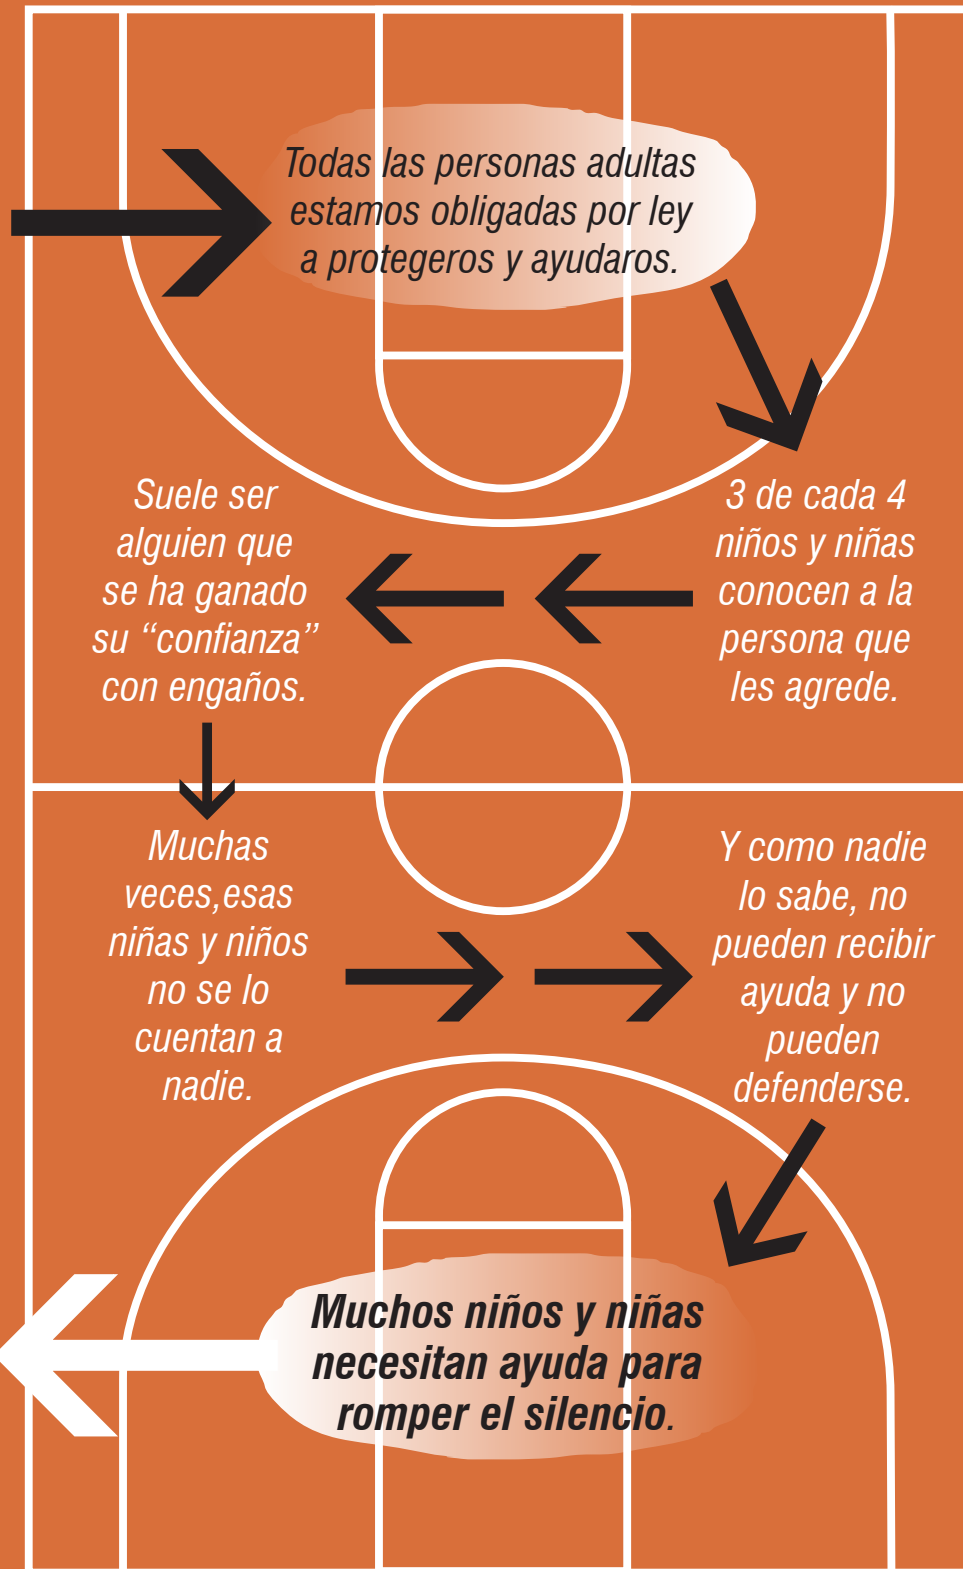 Todas las personas adultas
estamos obligadas por ley
a protegeros y ayudaros.
3 de cada 4
niños y niñas
conocen a la
persona que
les agrede.
Suele ser
alguien que
se ha ganado
su “confianza”
con engaños.
Muchas
veces,esas
niñas y niños
no se lo
cuentan a
nadie.
Y como nadie
lo sabe, no
pueden recibir
ayuda y no
pueden
defenderse.
Muchos niños y niñas
necesitan ayuda para
romper el silencio.